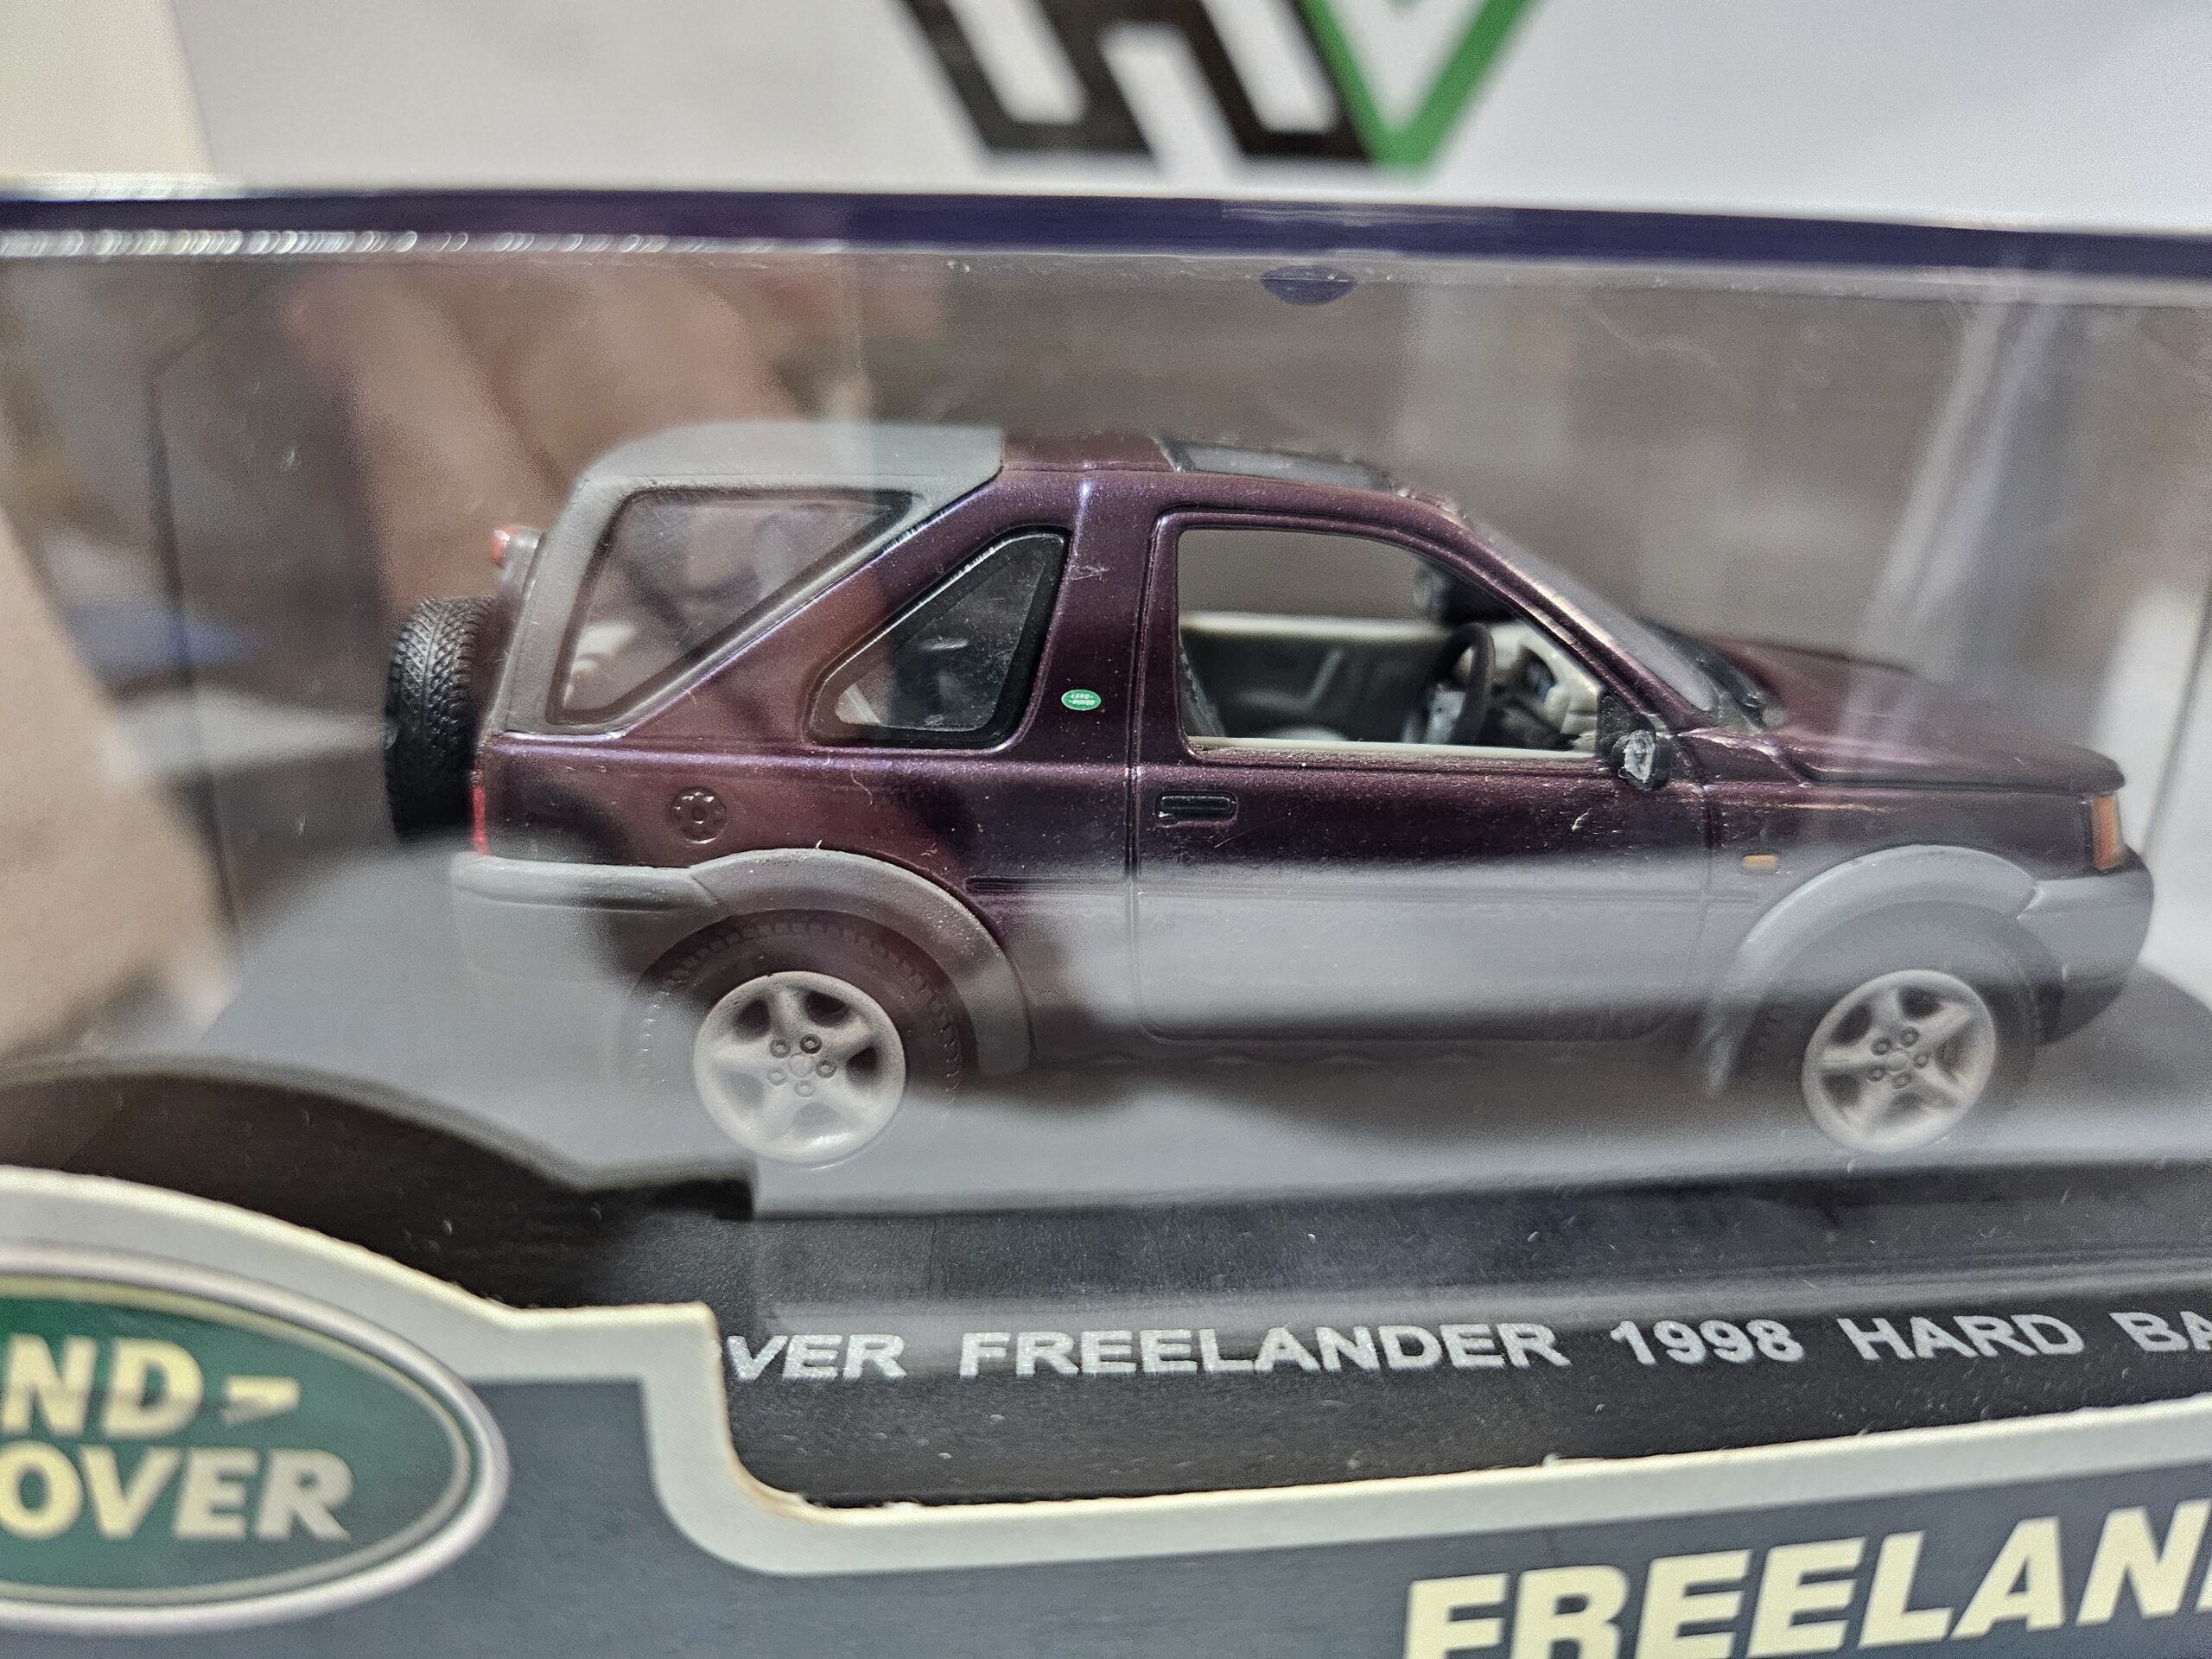 VER FREELANDER 1998 HARD BA
ND
OVER
FREELAN